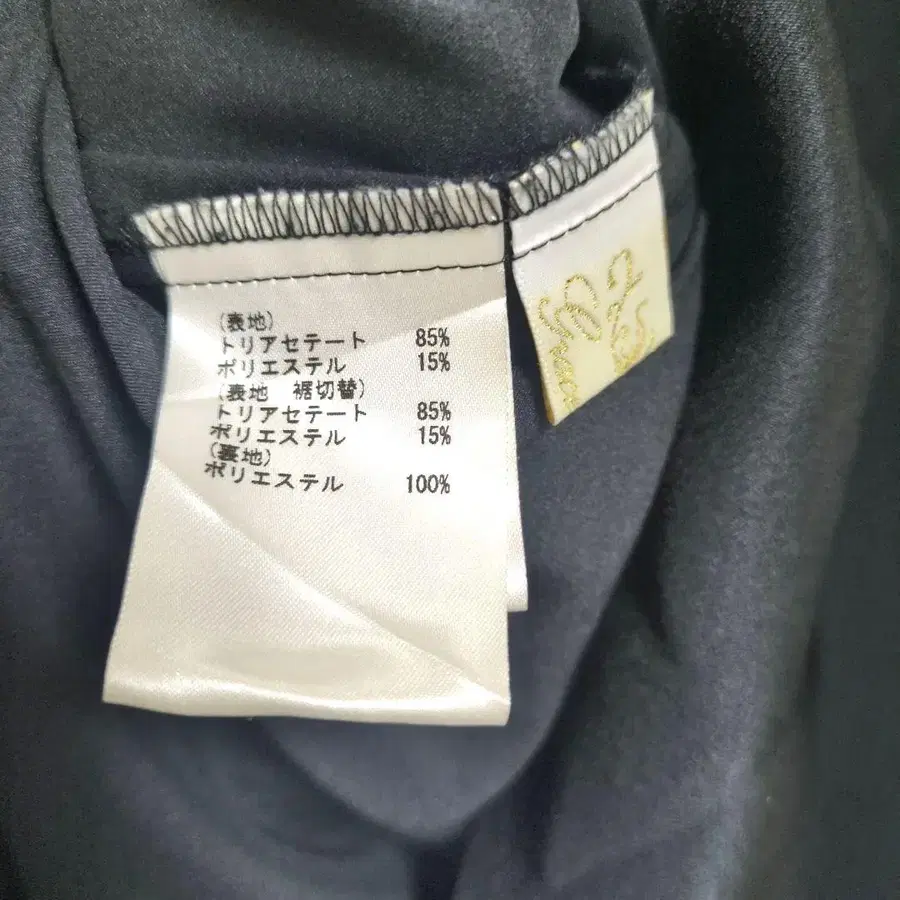 (表地)
トリアセテート 85%
ポリエステル 15%
(表地 裾切替)
トリアセテート 85%
ポリエステル 15%
(裏地)
ポリエステル 100%